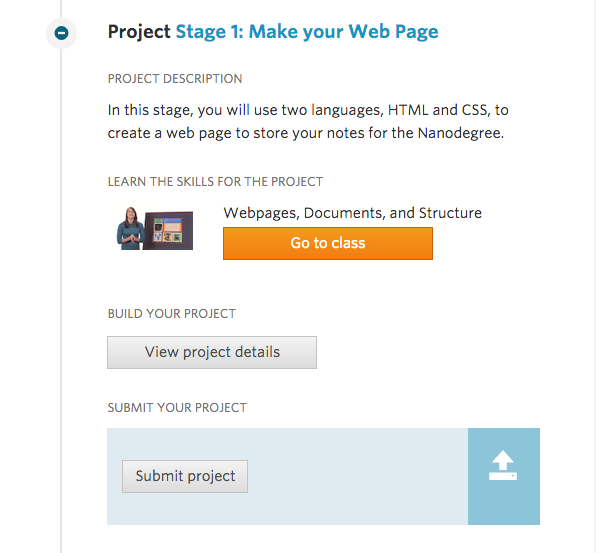 Project Stage 1: Make your Web Page
PROJECT DESCRIPTION
In this stage, you will use two languages, HTML and CSS, to
create a web page to store your notes for the Nanodegree.
LEARN THE SKILLS FOR THE PROJECT
Webpages, Documents, and Structure
Go to class
BUILD YOUR PROJECT
View project details
SUBMIT YOUR PROJECT
Submit project